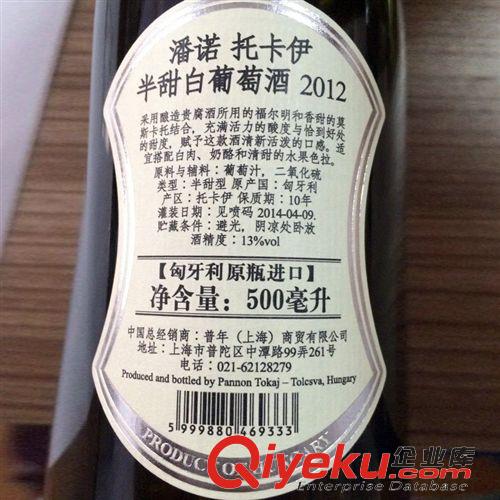 潘诺 托卡伊
半甜白葡萄酒 2012
采用酿造贵腐酒所用的福尔明和香甜的莫
斯卡托结合，充满活力的酸度与恰到好处
的甜度，赋予这款酒清新活泼的口感。适
宜搭配白肉、奶酪和清甜的水果色拉。
原料与辅料：葡萄汁，二氧化硫
类型：半甜型 原产国：匈牙利
产区：托卡伊 保质期：10年
灌装日期：见喷码 2014-04-09.
贮藏条件：避光，阴凉处卧放
酒精度：13%vol
【匈牙利原瓶进口】
净含量：500毫升
中国总经销商：普年（上海）商贸有限公司
地址：上海市普陀区中潭路99弄261号
电话：021-62128279
Produced and bottled by Pannon Tokaj – Tolcsva, Hungary
5 999880 469333
PRODUCT OF HUNGARY
Qiyeku.com 企业库
Enterprise Database